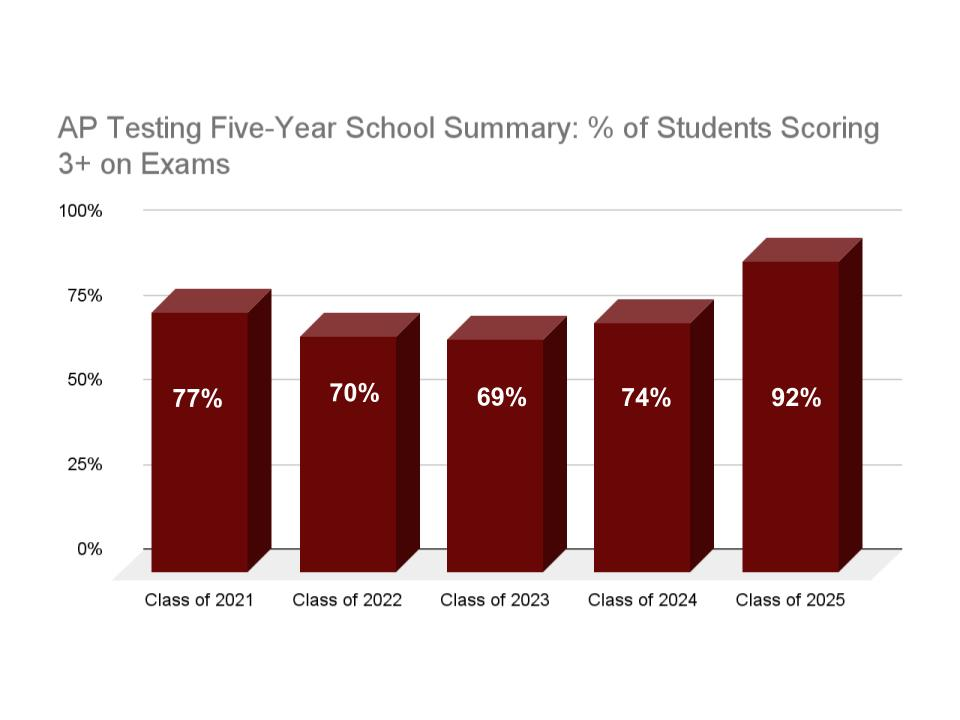 AP Testing Five-Year School Summary: % of Students Scoring
3+ on Exams
100%
75%
50%
25%
0%
77%
70%
69%
74%
92%
Class of 2021
Class of 2022
Class of 2023
Class of 2024
Class of 2025